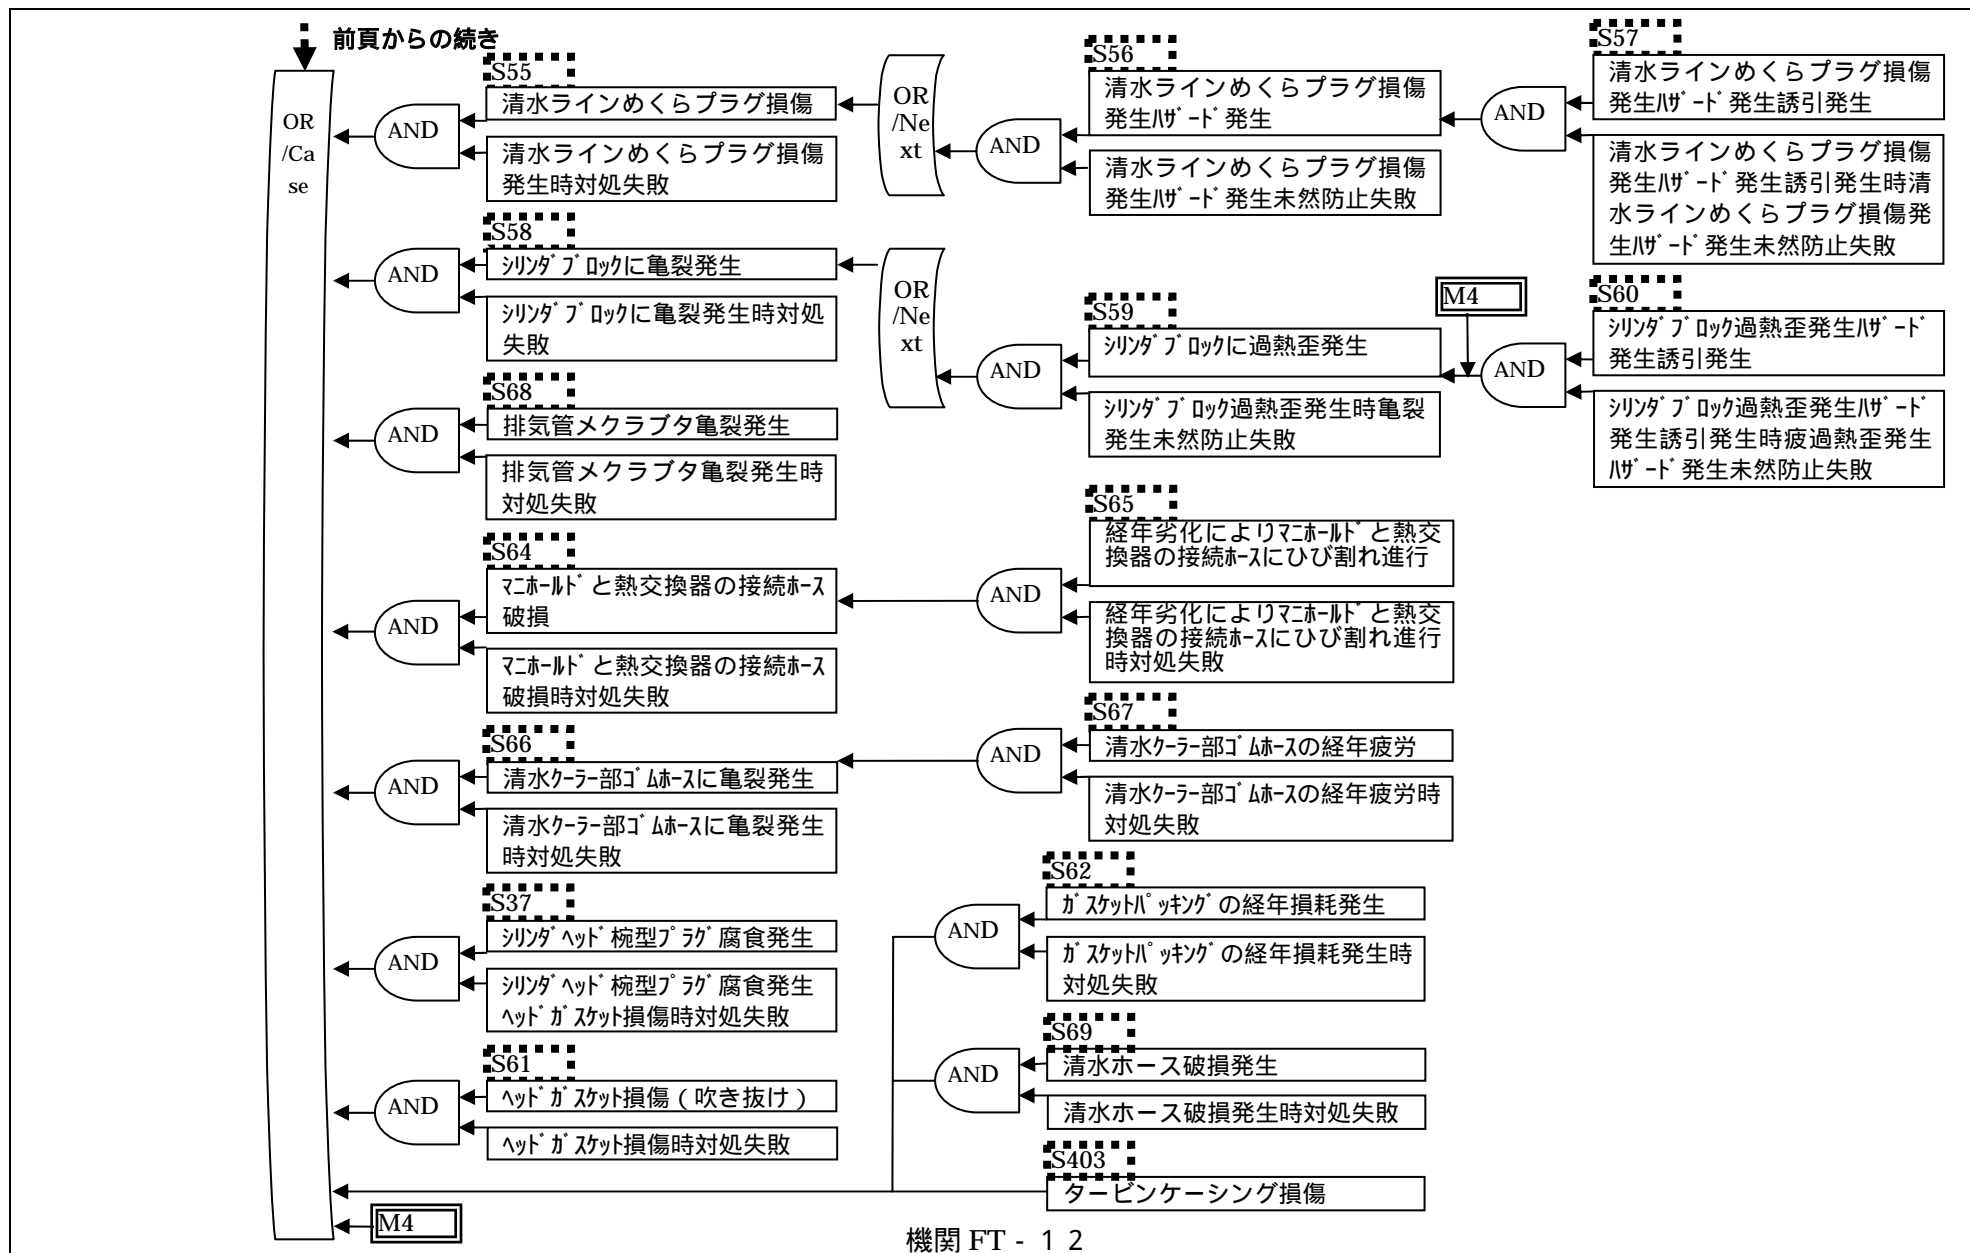 前頁からの続き
OR
/Ca
se
S55
清水ラインめくらプラグ損傷
AND
清水ラインめくらプラグ損傷
発生時対処失敗
OR
/Ne
xt
S56
清水ラインめくらプラグ損傷
発生ﾊｻﾞｰﾄﾞ発生
AND
清水ラインめくらプラグ損傷
発生ﾊｻﾞｰﾄﾞ発生未然防止失敗
S57
清水ラインめくらプラグ損傷
発生ﾊｻﾞｰﾄﾞ発生誘引発生
AND
清水ラインめくらプラグ損傷
発生ﾊｻﾞｰﾄﾞ発生誘引発生時清
水ラインめくらプラグ損傷発
生ﾊｻﾞｰﾄﾞ発生未然防止失敗
S58
ｼﾘﾝﾀﾞﾌﾞﾛｯｸに亀裂発生
AND
ｼﾘﾝﾀﾞﾌﾞﾛｯｸに亀裂発生時対処
失敗
OR
/Ne
xt
S59
ｼﾘﾝﾀﾞﾌﾞﾛｯｸに過熱歪発生
AND
ｼﾘﾝﾀﾞﾌﾞﾛｯｸ過熱歪発生時亀裂
発生未然防止失敗
M4
S60
ｼﾘﾝﾀﾞﾌﾞﾛｯｸ過熱歪発生ﾊｻﾞｰﾄﾞ
発生誘引発生
AND
ｼﾘﾝﾀﾞﾌﾞﾛｯｸ過熱歪発生ﾊｻﾞｰﾄﾞ
発生誘引発生時疲過熱歪発生
ﾊｻﾞｰﾄﾞ発生未然防止失敗
S68
排気管メクラブタ亀裂発生
AND
排気管メクラブタ亀裂発生時
対処失敗
S64
ﾏﾆﾎｰﾙﾄﾞと熱交換器の接続ﾎｰｽ
破損
AND
ﾏﾆﾎｰﾙﾄﾞと熱交換器の接続ﾎｰｽ
破損時対処失敗
S65
経年劣化によりﾏﾆﾎｰﾙﾄﾞと熱交
換器の接続ﾎｰｽにひび割れ進行
AND
経年劣化によりﾏﾆﾎｰﾙﾄﾞと熱交
換器の接続ﾎｰｽにひび割れ進行
時対処失敗
S66
清水ｸｰﾗｰ部ｺﾞﾑﾎｰｽに亀裂発生
AND
清水ｸｰﾗｰ部ｺﾞﾑﾎｰｽに亀裂発生
時対処失敗
S67
清水ｸｰﾗｰ部ｺﾞﾑﾎｰｽの経年疲労
AND
清水ｸｰﾗｰ部ｺﾞﾑﾎｰｽの経年疲労時
対処失敗
S37
ｼﾘﾝﾀﾞﾍｯﾄﾞ椀型ﾌﾟﾗｸﾞ腐食発生
AND
ｼﾘﾝﾀﾞﾍｯﾄﾞ椀型ﾌﾟﾗｸﾞ腐食発生
ﾍｯﾄﾞｶﾞｽｹｯﾄ損傷時対処失敗
S62
ｶﾞｽｹｯﾄﾊﾟｯｷﾝｸﾞの経年損耗発生
AND
ｶﾞｽｹｯﾄﾊﾟｯｷﾝｸﾞの経年損耗発生時
対処失敗
S61
ﾍｯﾄﾞｶﾞｽｹｯﾄ損傷（吹き抜け）
AND
ﾍｯﾄﾞｶﾞｽｹｯﾄ損傷時対処失敗
S69
清水ホース破損発生
AND
清水ホース破損発生時対処失敗
S403
タービンケーシング損傷
M4
機関 FT - １２